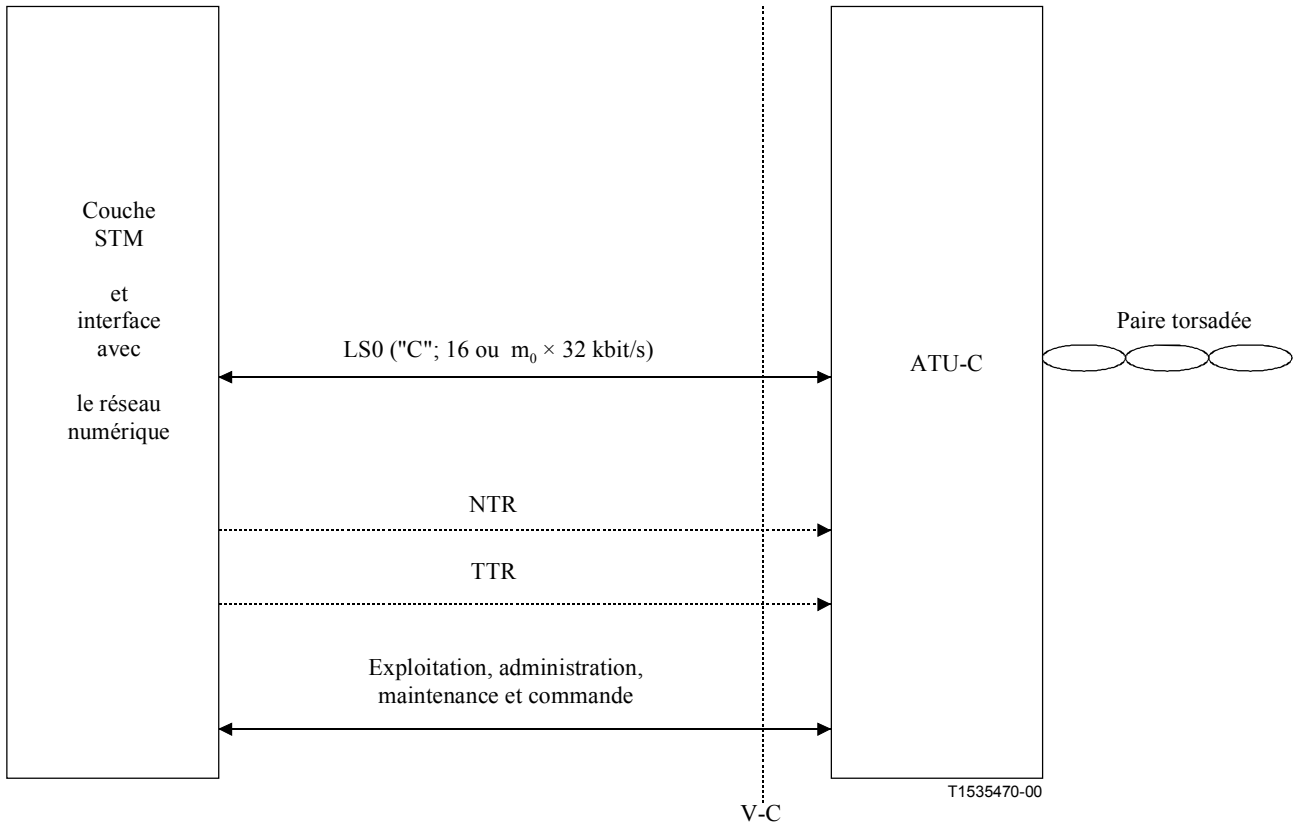 Couche
STM
et
interface
avec
le réseau
numérique
LS0 ("C"; 16 ou m₀ × 32 kbit/s)
NTR
TTR
Exploitation, administration,
maintenance et commande
V-C
ATU-C
Paire torsadée
T1535470-00